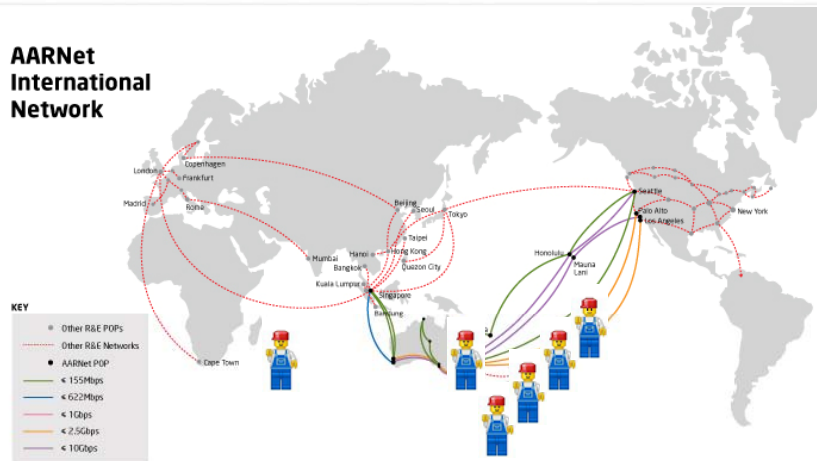 AARNet
International
Network
London
Copenhagen
Frankfurt
Madrid
Rome
Beijing
Seoul
Tokyo
Taipei
Hanoi
Hong Kong
Mumbai
Bangkok
Quezon City
Kuala Lumpur
Singapore
Bandung
Cape Town
Seattle
Palo Alto
Los Angeles
New York
Honolulu
Mauna
Lani
KEY
Other R&E POPs
Other R&E Networks
AARNet POP
< 155Mbps
< 622Mbps
< 1Gbps
< 2.5Gbps
< 10Gbps